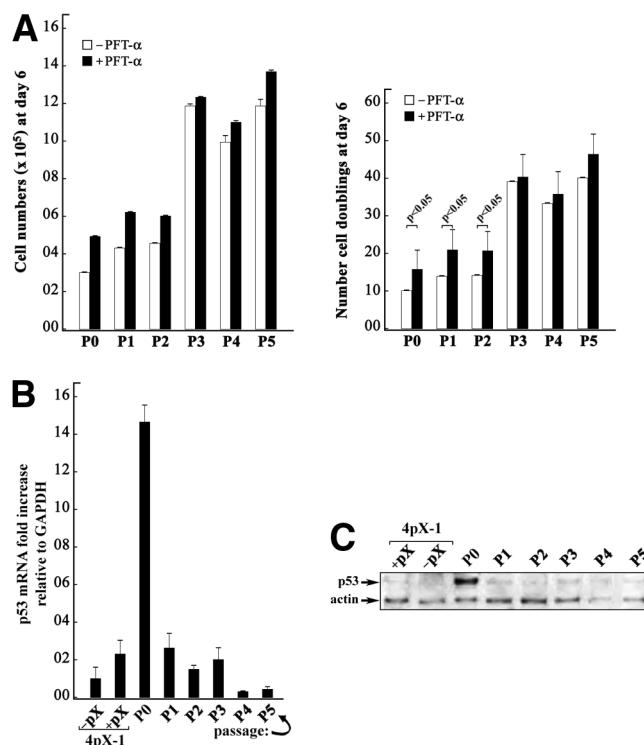 A
Cell numbers (x 10⁵) at day 6
16
14
12
10
06
04
02
00
– PFT-α
+ PFT-α
P0 P1 P2 P3 P4 P5
Number cell doublings at day 6
60
50
40
30
20
10
00
– PFT-α
+ PFT-α
p<0.05 p<0.05 p<0.05
P0 P1 P2 P3 P4 P5
B
p53 mRNA fold increase
relative to GAPDH
16
14
12
10
06
04
02
00
–pX +pX P0 P1 P2 P3 P4 P5
4pX-1
passage:
C
4pX-1
+pX –pX P0 P1 P2 P3 P4 P5
p53
actin